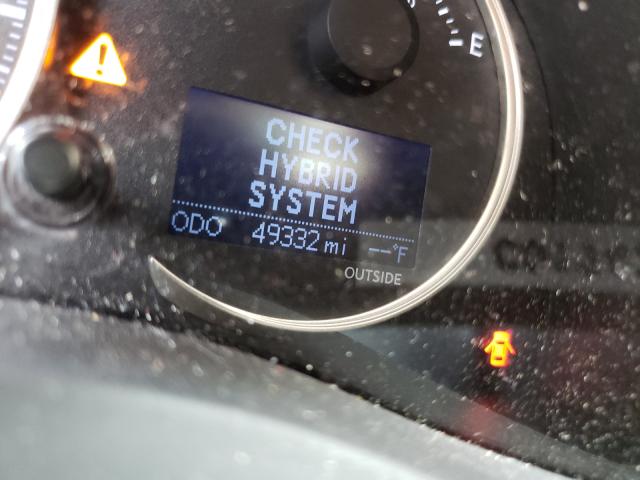 E
CHECK
HYBRID
SYSTEM
ODO 49332 mi --°F
OUTSIDE